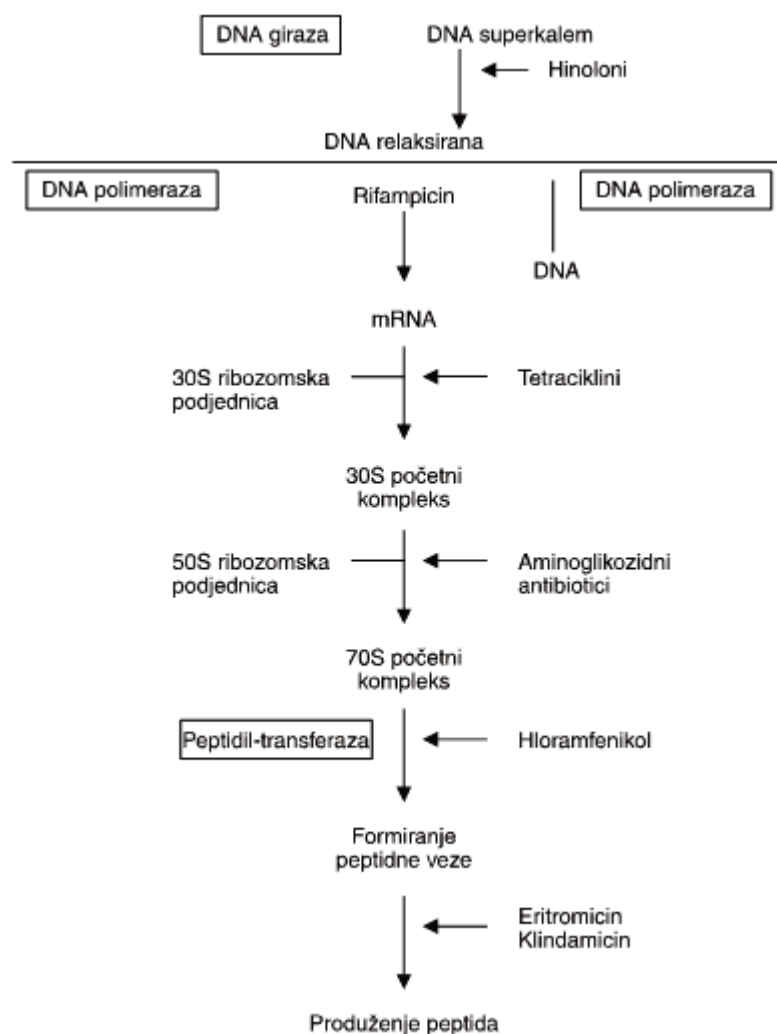 DNA giraza
DNA superkalem
Hinoloni
DNA relaksirana
DNA polimeraza
Rifampicin
DNA polimeraza
DNA
mRNA
30S ribozomska
podjednica
Tetraciklini
30S početni
kompleks
50S ribozomska
podjednica
Aminoglikozidni
antibiotici
70S početni
kompleks
Peptidil-transferaza
Hloramfenikol
Formiranje
peptidne veze
Eritromicin
Klindamicin
Produženje peptida